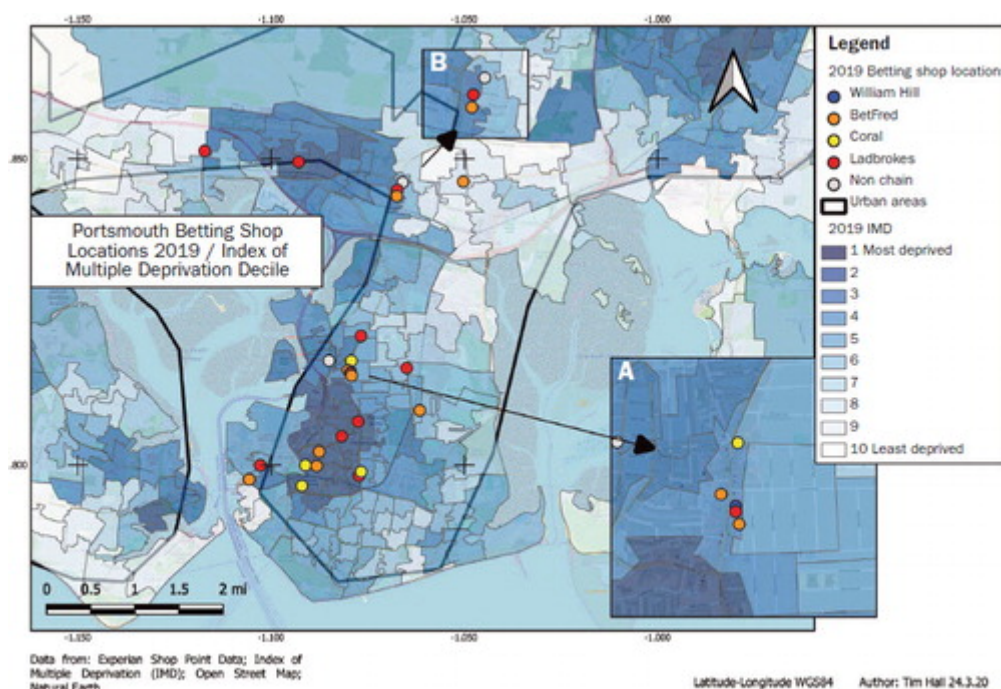 -1.150
-1.100
-1.050
-1.000
B
Legend
2019 Betting shop locations
William Hill
BetFred
Coral
Ladbrokes
Non chain
Urban areas
2019 IMD
1 Most deprived
2
3
4
5
6
7
8
9
10 Least deprived
.850
Portsmouth Betting Shop
Locations 2019 / Index of
Multiple Deprivation Decile
A
.800
0 0.5 1 1.5 2 mi
-1.150
-1.100
-1.050
-1.000
Data from: Experian Shop Point Data; Index of
Multiple Deprivation (IMD); Open Street Map;
Natural Earth
Latitude-Longitude WGS84 Author: Tim Hall 24.3.20